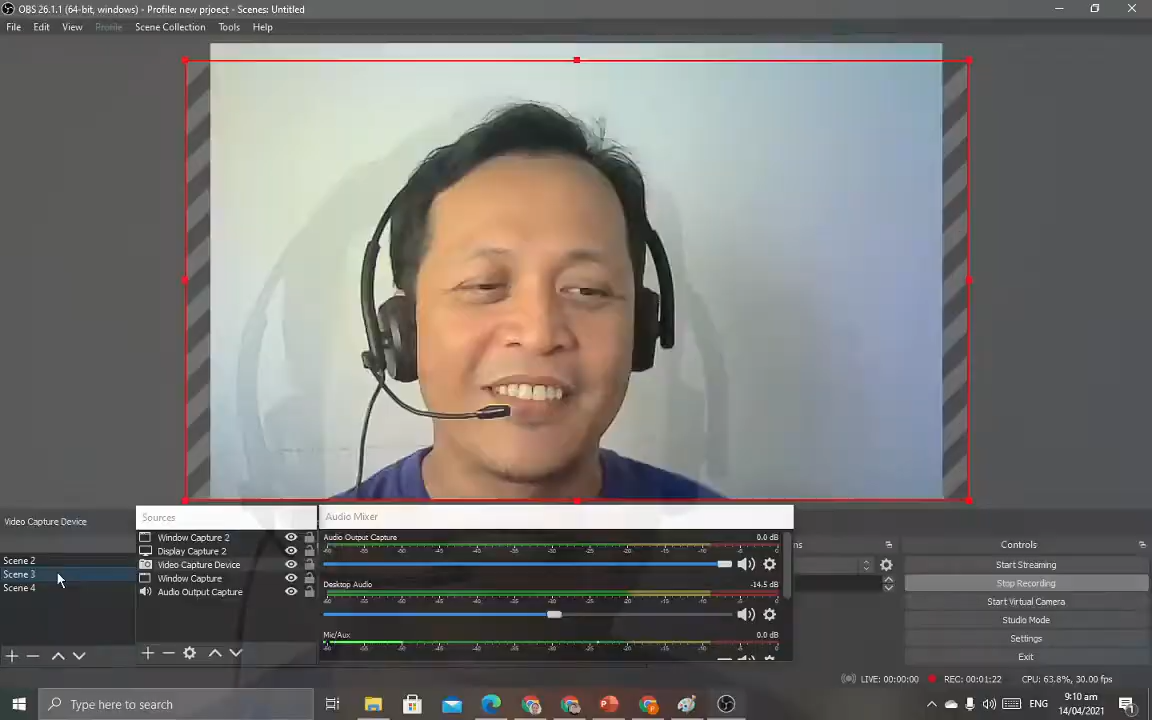 OBS 26.1.1 (64-bit, windows) - Profile: new prjoect - Scenes: Untitled
File Edit View Profile Scene Collection Tools Help
Video Capture Device
Scene 2
Scene 3
Scene 4
Sources
Window Capture 2
Display Capture 2
Video Capture Device
Window Capture
Audio Output Capture
Audio Mixer
Audio Output Capture 0.0 dB
Desktop Audio -14.5 dB
Mic/Aux 0.0 dB
ns
Controls
Start Streaming
Stop Recording
Start Virtual Camera
Studio Mode
Settings
Exit
LIVE: 00:00:00 REC: 00:01:22 CPU: 63.8%, 30.00 fps
Type here to search
ENG
9:10 am
14/04/2021
1